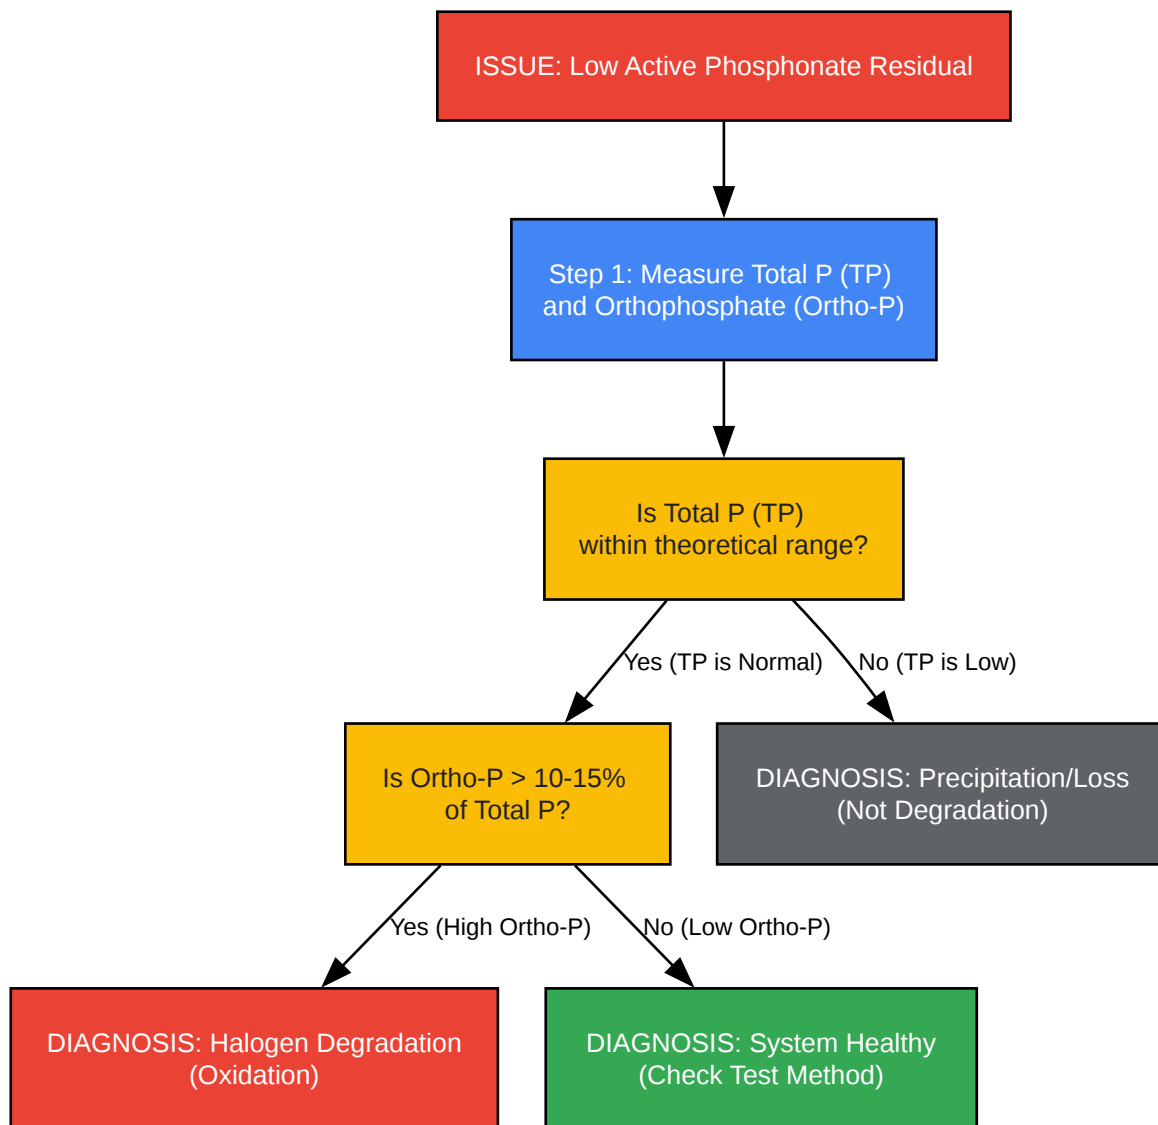 ISSUE: Low Active Phosphonate Residual
Step 1: Measure Total P (TP)
and Orthophosphate (Ortho-P)
Is Total P (TP)
within theoretical range?
Yes (TP is Normal)
No (TP is Low)
Is Ortho-P > 10-15%
of Total P?
DIAGNOSIS: Precipitation/Loss
(Not Degradation)
Yes (High Ortho-P)
No (Low Ortho-P)
DIAGNOSIS: Halogen Degradation
(Oxidation)
DIAGNOSIS: System Healthy
(Check Test Method)